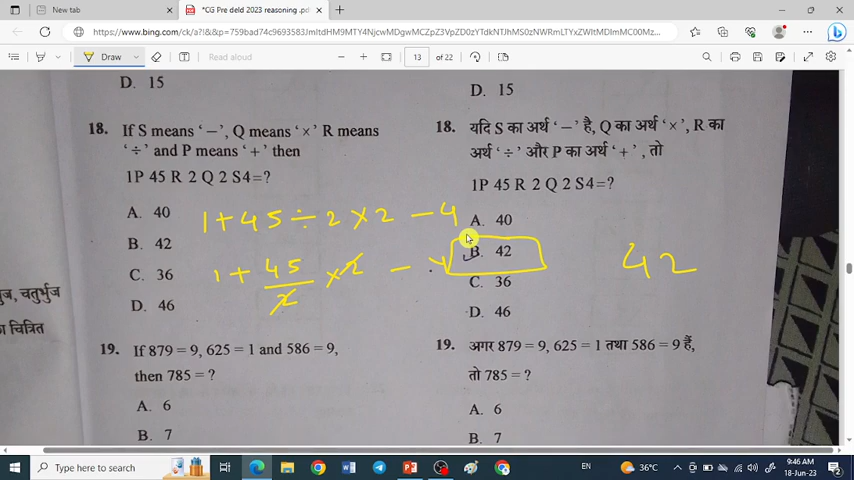 New tab
*CG Pre deld 2023 reasoning .pdf
https://www.bing.com/ck/a?!&&p=759bad74c9693583JmltdHM9MTY4NjcwMDgwMCZpZ3VpZD0zYzYzYTdkNTJhMS0zNWRmLTYxZWItMDDlMMC00Zm...
Draw
Read aloud
13 of 22
D. 15
18. If S means ‘−’, Q means ‘×’ R means
‘÷’ and P means ‘+’ then
1P 45 R 2 Q 2 S4=?
A. 40
B. 42
C. 36
D. 46
1+45÷2×2−4
1+45/2×2−4
19. If 879 = 9, 625 = 1 and 586 = 9,
then 785 = ?
A. 6
B. 7
D. 15
18. यदि S का अर्थ ‘−’ है, Q का अर्थ ‘×’, R का
अर्थ ‘÷’ और P का अर्थ ‘+’ , तो
1P 45 R 2 Q 2 S4=?
A. 40
B. 42
C. 36
D. 46
42
19. अगर 879 = 9, 625 = 1 तथा 586 = 9 हैं,
तो 785 = ?
A. 6
B. 7
चतुर्भुज
चित्रित
Type here to search
EN
36°C
9:46 AM
18-Jun-23
2